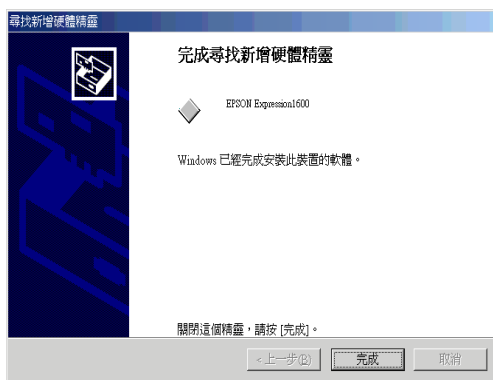 尋找新增硬體精靈
完成尋找新增硬體精靈
EPSON Expression1600
Windows 已經完成安裝此裝置的軟體。
關閉這個精靈，請按 [完成]。
<上一步(B) 完成 取消